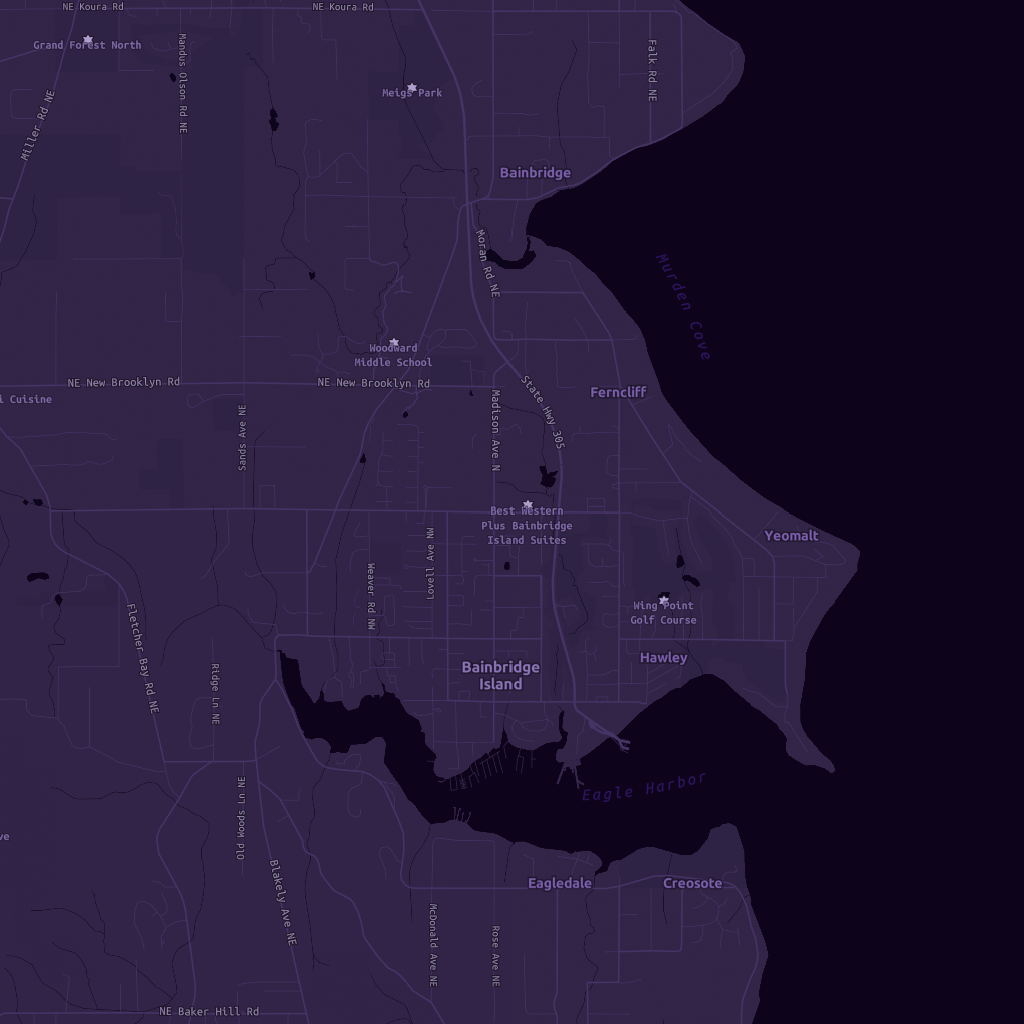 NE Koura Rd
NE Koura Rd
Grand Forest North
Mandus Olson Rd NE
Falk Rd NE
Meigs Park
Miller Rd NE
Bainbridge
Moran Rd NE
Murden Cove
Woodward
Middle School
NE New Brooklyn Rd
NE New Brooklyn Rd
State Hwy 305
Ferncliff
i Cuisine
Sands Ave NE
Madison Ave N
Best Western
Plus Bainbridge
Island Suites
Yeomalt
Lovell Ave NW
Weaver Rd NW
Wing Point
Golf Course
Fletcher Bay Rd NE
Hawley
Bainbridge
Island
Ridge Ln NE
Eagle Harbor
Old Woods Ln NE
ve
Blakely Ave NE
Eagledale
Creosote
McDonald Ave NE
Rose Ave NE
NE Baker Hill Rd